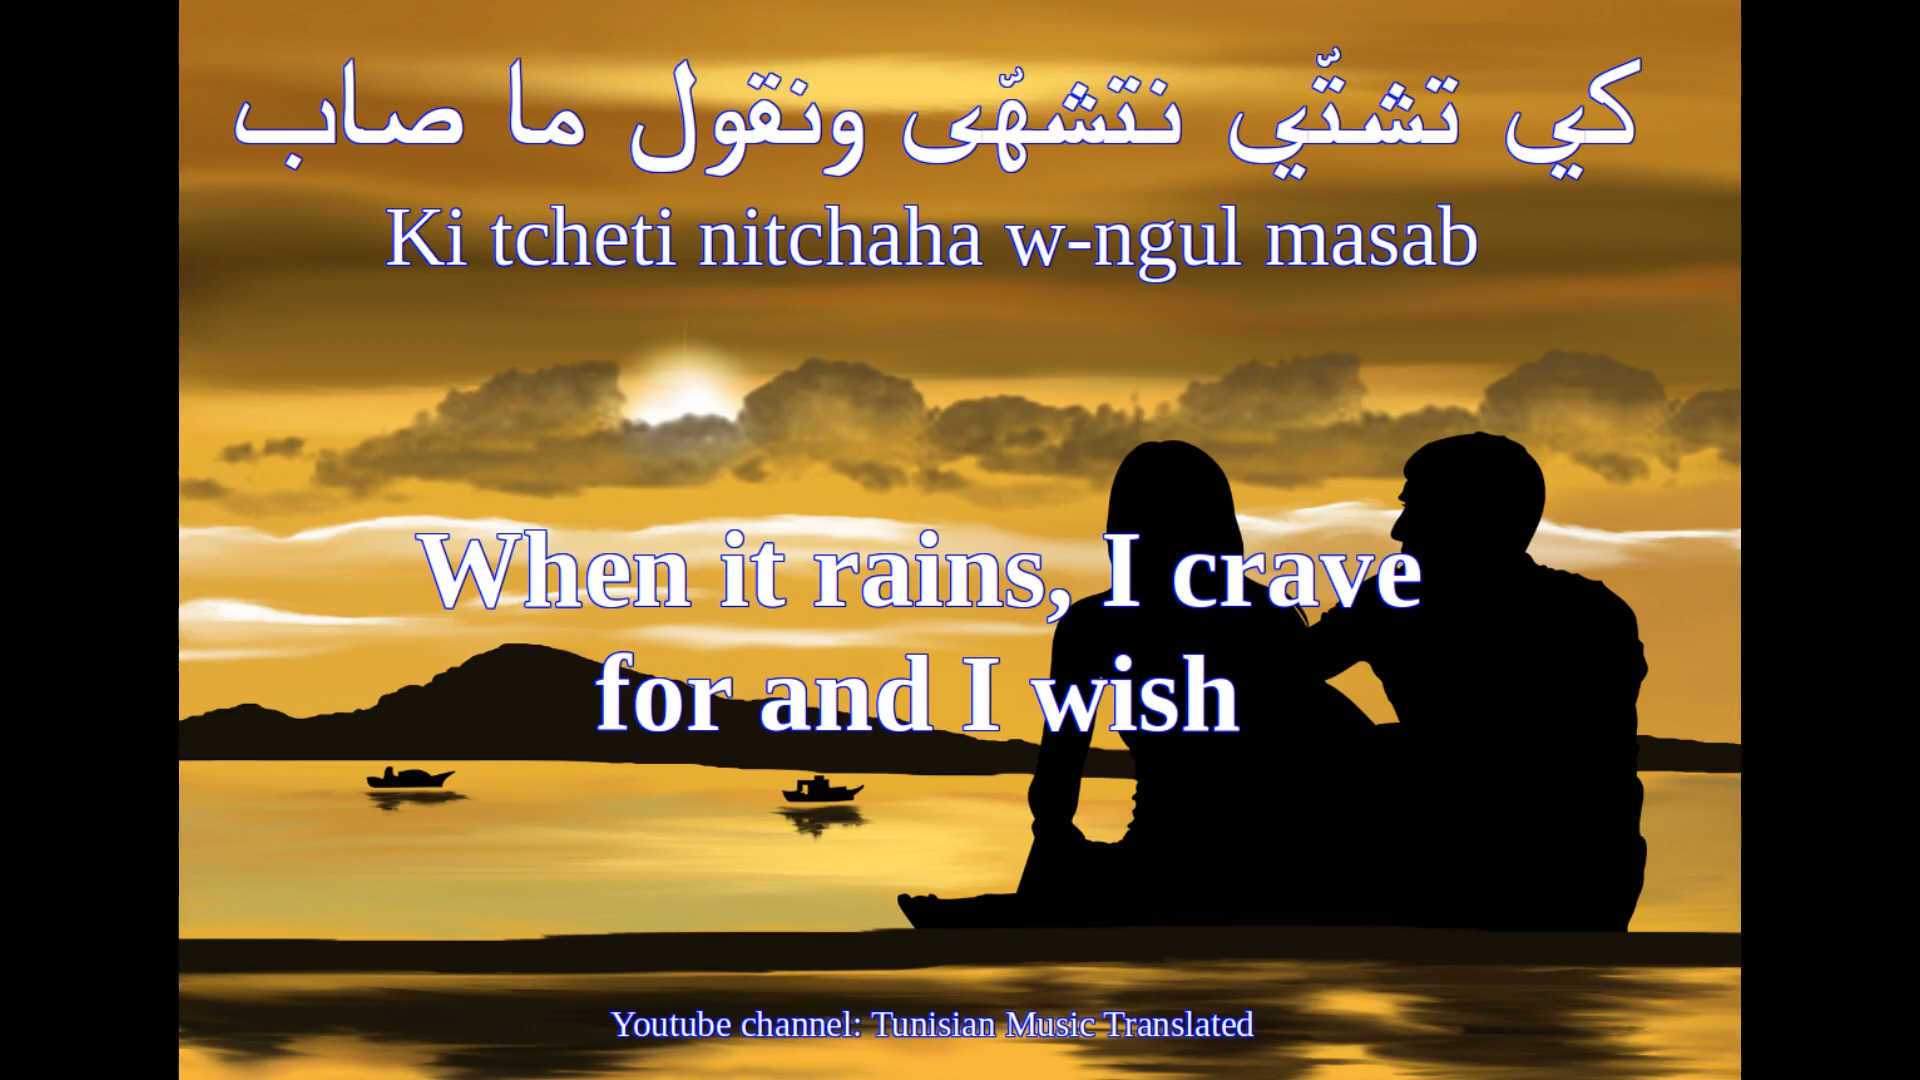 كي تشتّي نتشهّى ونقول ما صاب
Ki tcheti nitchaha w-ngul masab
When it rains, I crave
for and I wish
Youtube channel: Tunisian Music Translated